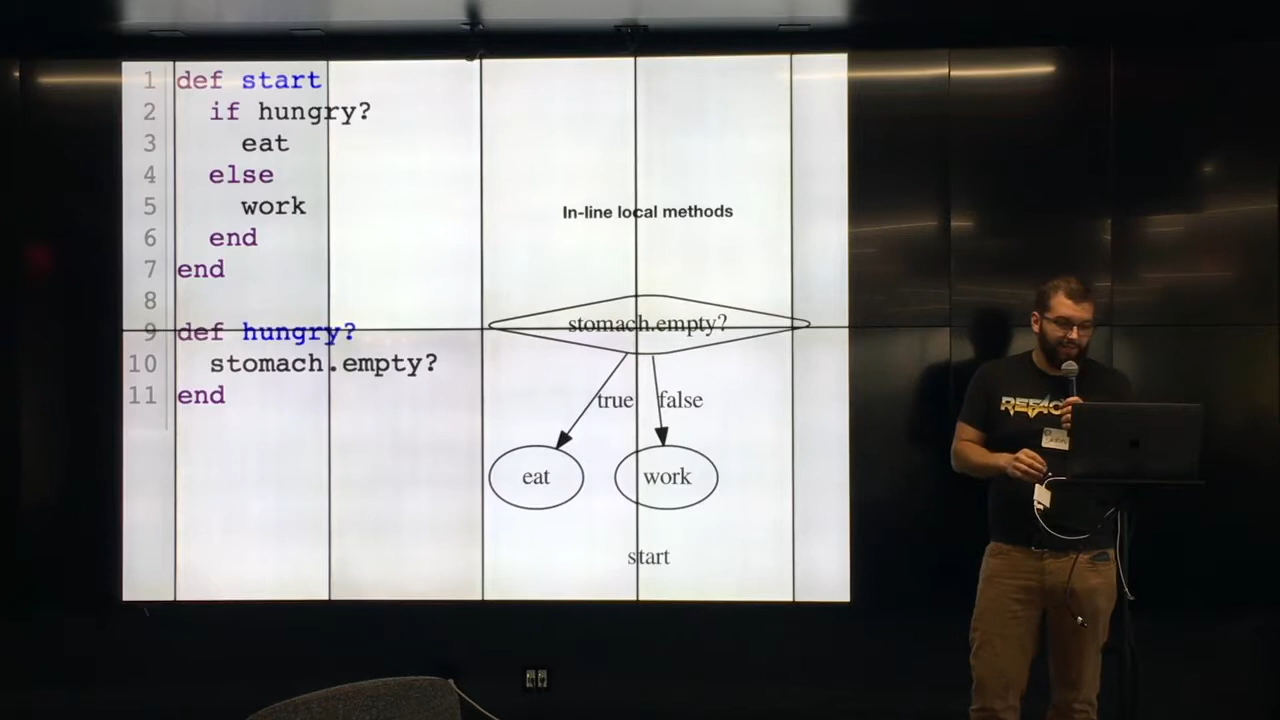 1 def start
2 if hungry?
3 eat
4 else
5 work
6 end
7 end
8
9 def hungry?
10 stomach.empty?
11 end
In-line local methods
stomach.empty?
true false
eat work
start